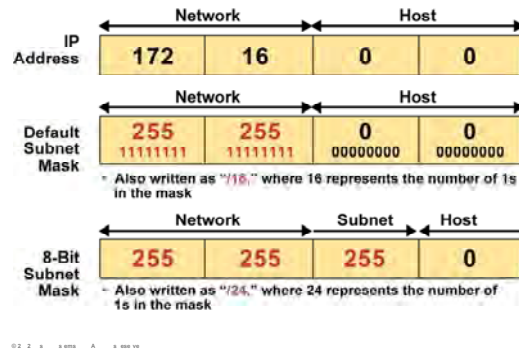 Network Host
IP Address 172 16 0 0
Network Host
Default Subnet Mask 255 255 0 0
11111111 11111111 00000000 00000000
- Also written as "/16," where 16 represents the number of 1s
in the mask
Network Subnet Host
8-Bit Subnet Mask 255 255 255 0
- Also written as "/24," where 24 represents the number of
1s in the mask